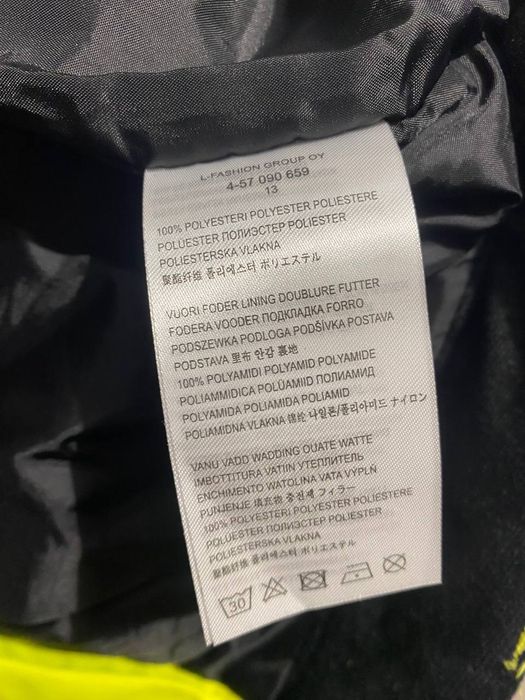 L-FASHION GROUP OY
4-57 090 659
13
100% POLYESTERI POLYESTER POLIESTERE
POLUESTER ПОЛИЭСТЕР POLIESTER
POLIESTERSKA VLAKNA
聚酯纤维 폴리에스터 ポリエステル
VUORI FODER LINING DOUBLURE FUTTER
FODERA VOODER ПОДКЛАДКА FORRO
PODSZEWKA PODLOGA PODŠÍVKA POSTAVA
PODSTAVA 里布 안감 裏地
100% POLYAMIDI POLYAMID POLYAMIDE
POLIAMMIDICA POLÜAMIID ПОЛИАМИД
POLYAMIDA POLIAMIDA POLIAMID
POLIAMIDNA VLAKNA 锦纶 나일론/폴리아미드 ナイロン
VANU VADD WADDING OUATE WATTE
IMBOTTITURA VATIIN УТЕПЛИТЕЛЬ
ENCHIMENTO WATOLINA VATA VÝPLŇ
PUNJENJE 填充物 충전재 フィラー
100% POLYESTERI POLYESTER POLIESTERE
POLUESTER ПОЛИЭСТЕР POLIESTER
POLIESTERSKA VLAKNA
聚酯纤维 폴리에스터 ポリエステル
30